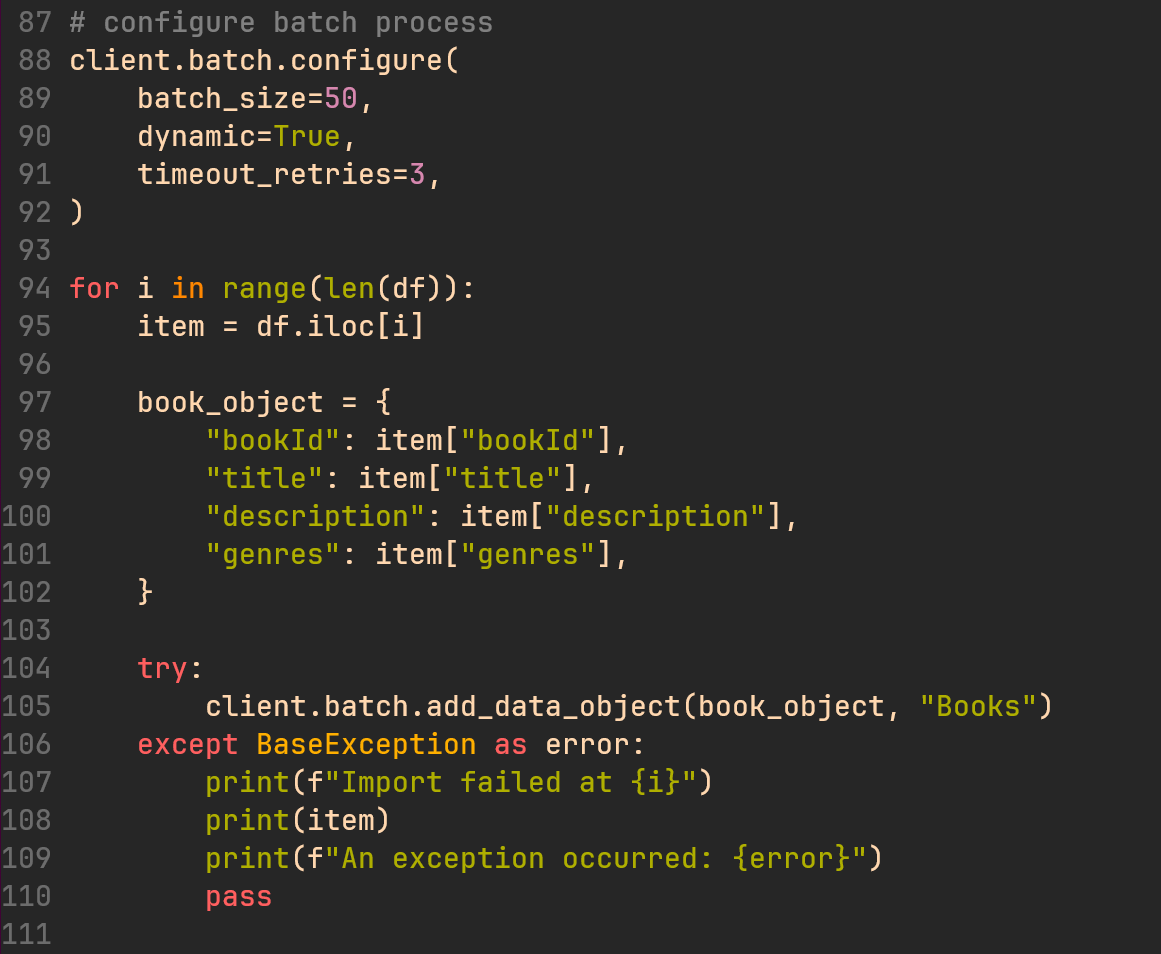 87 # configure batch process
88 client.batch.configure(
89     batch_size=50,
90     dynamic=True,
91     timeout_retries=3,
92 )
93
94 for i in range(len(df)):
95     item = df.iloc[i]
96
97     book_object = {
98         "bookId": item["bookId"],
99         "title": item["title"],
100         "description": item["description"],
101         "genres": item["genres"],
102     }
103
104     try:
105         client.batch.add_data_object(book_object, "Books")
106     except BaseException as error:
107         print(f"Import failed at {i}")
108         print(item)
109         print(f"An exception occurred: {error}")
110         pass
111